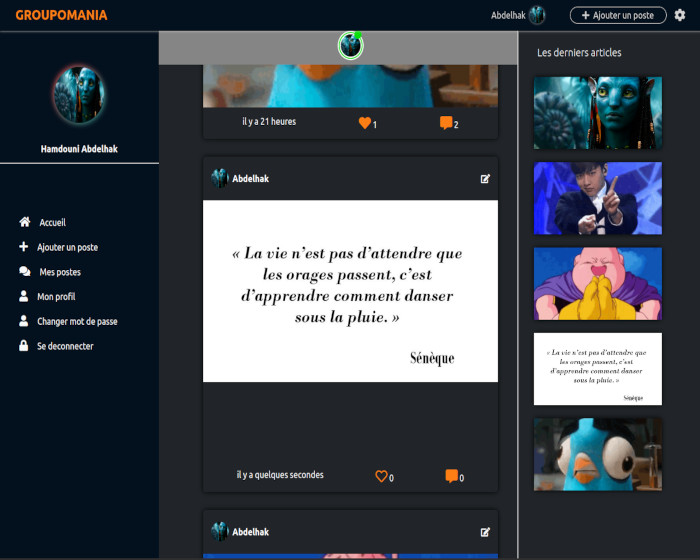 GROUPOMANIA
Abdelhak
Ajouter un poste
Hamdouni Abdelhak
Accueil
Ajouter un poste
Mes postes
Mon profil
Changer mot de passe
Se deconnecter
il y a 21 heures
1
2
Abdelhak
« La vie n'est pas d'attendre que
les orages passent, c'est
d'apprendre comment danser
sous la pluie. »
Sénèque
il y a quelques secondes
0
0
Abdelhak
Les derniers articles
« La vie n'est pas d'attendre que
les orages passent, c'est
d'apprendre comment danser
sous la pluie. »
Sénèque